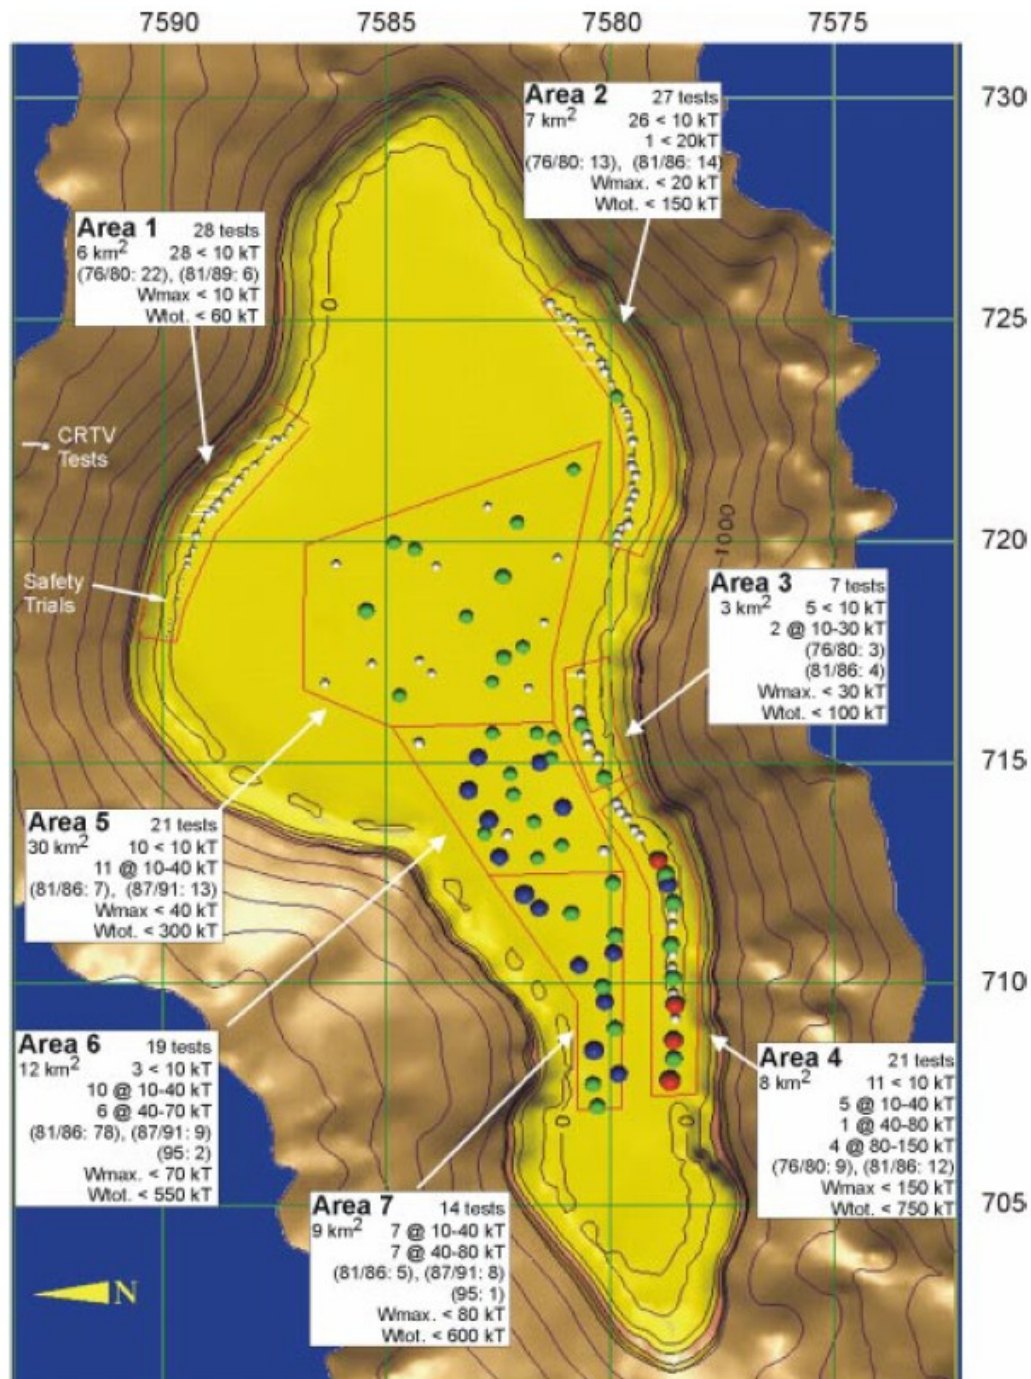 7590 7585 7580 7575
730
725
720
715
710
705
Area 2 27 tests
7 km2 26 < 10 kT
1 < 20kT
(76/80: 13), (81/86: 14)
Wmax. < 20 kT
Wtot. < 150 kT
Area 1 28 tests
6 km2 28 < 10 kT
(76/80: 22), (81/89: 6)
Wmax < 10 kT
Wtot. < 60 kT
0
CRTV
Tests
1000
Safety
Trials
Area 3 7 tests
3 km2 5 < 10 kT
2 @ 10-30 kT
(76/80: 3)
(81/86: 4)
Wmax. < 30 kT
Wtot. < 100 kT
Area 5 21 tests
30 km2 10 < 10 kT
11 @ 10-40 kT
(81/86: 7), (87/91: 13)
Wmax < 40 kT
Wtot. < 300 kT
Area 6 19 tests
12 km2 3 < 10 kT
10 @ 10-40 kT
6 @ 40-70 kT
(81/86: 78), (87/91: 9)
(95: 2)
Wmax. < 70 kT
Wtot. < 550 kT
Area 4 21 tests
8 km2 11 < 10 kT
5 @ 10-40 kT
1 @ 40-80 kT
4 @ 80-150 kT
(76/80: 9), (81/86: 12)
Wmax < 150 kT
Wtot. < 750 kT
Area 7 14 tests
9 km2 7 @ 10-40 kT
7 @ 40-80 kT
(81/86: 5), (87/91: 8)
(95: 1)
Wmax. < 80 kT
Wtot. < 600 kT
N